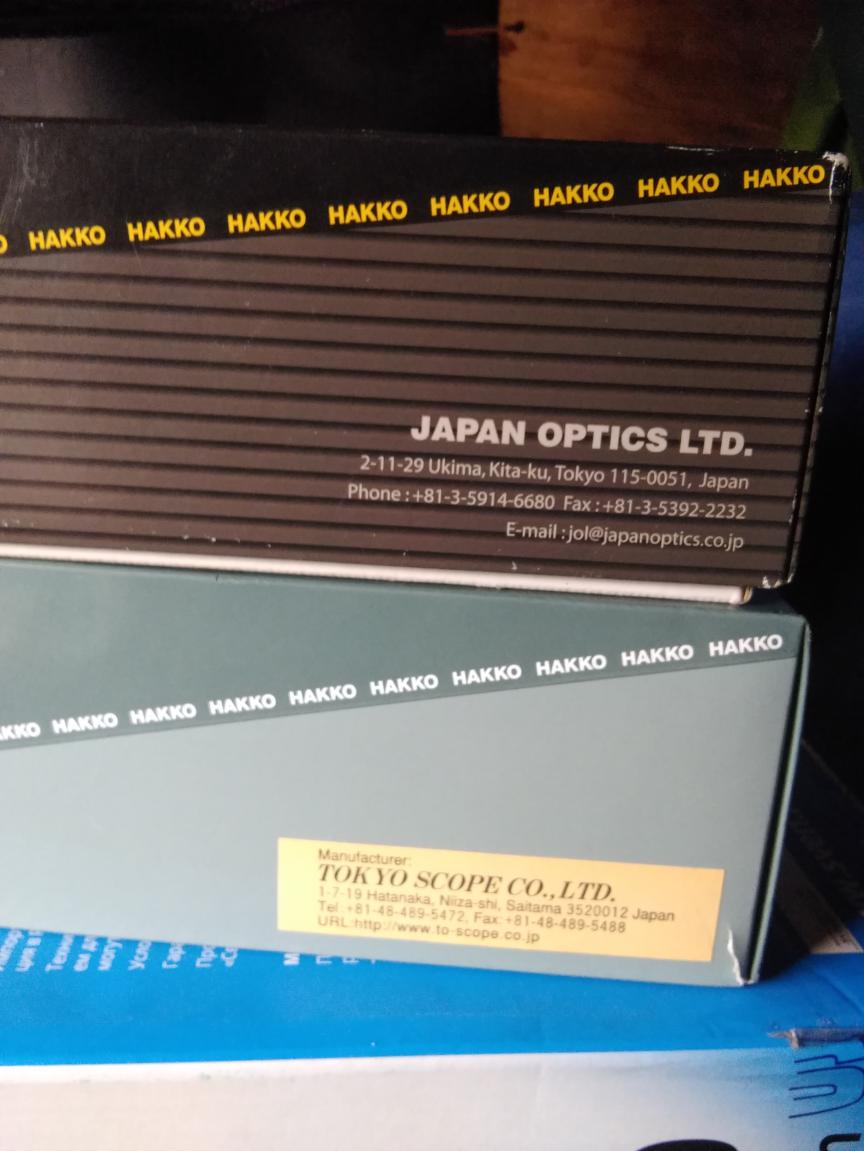 HAKKO HAKKO HAKKO HAKKO HAKKO HAKKO HAKKO HAKKO
JAPAN OPTICS LTD.
2-11-29 Ukima, Kita-ku, Tokyo 115-0051, Japan
Phone : +81-3-5914-6680 Fax : +81-3-5392-2232
E-mail : jol@japanoptics.co.jp
HAKKO HAKKO HAKKO HAKKO HAKKO HAKKO HAKKO HAKKO HAKKO
Manufacturer:
TOKYO SCOPE CO., LTD.
1-7-19 Hatanaka, Niiza-shi, Saitama 3520012 Japan
Tel:+81-48-489-5472, Fax:+81-48-489-5488
URL:http://www.to-scope.co.jp